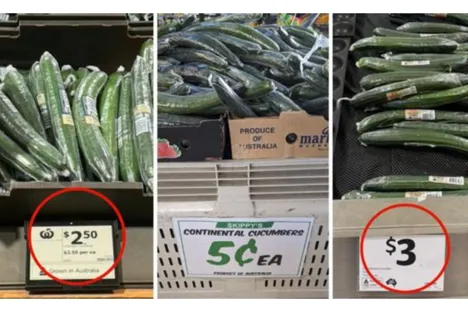 $2.50
$2.50 per ea
Grown in Australia
PRODUCE OF
AUSTRALIA
SKIPPY'S
CONTINENTAL CUCUMBERS
5¢ EA
PRODUCT OF AUSTRALIA
$3